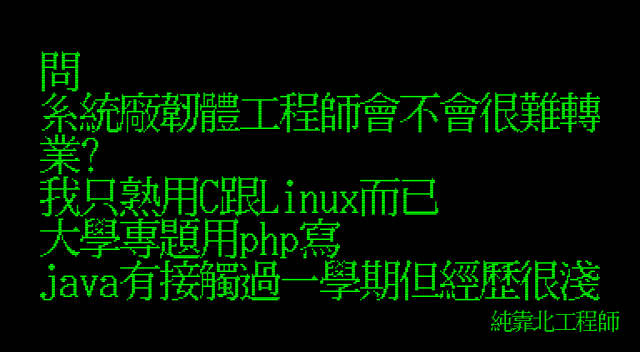 問
系統廠韌體工程師會不會很難轉
業?
我只熟用C跟Linux而已
大學專題用php寫
java有接觸過一學期但經歷很淺
純靠北工程師